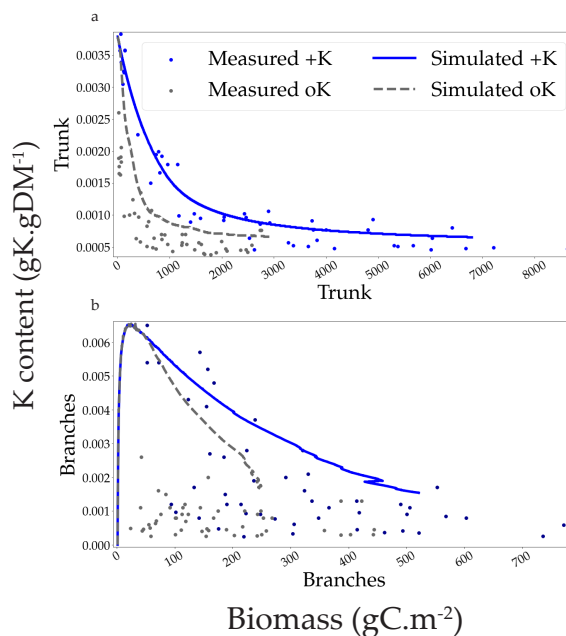 a
Measured +K
Simulated +K
Measured oK
Simulated oK
0.0035
0.0030
0.0025
0.0020
0.0015
0.0010
0.0005
Trunk
0
1000
2000
3000
4000
5000
6000
7000
8000
Trunk
K content (gK.gDM-1)
b
0.006
0.005
0.004
0.003
0.002
0.001
0.000
Branches
0
100
200
300
400
500
600
700
Branches
Biomass (gC.m-2)